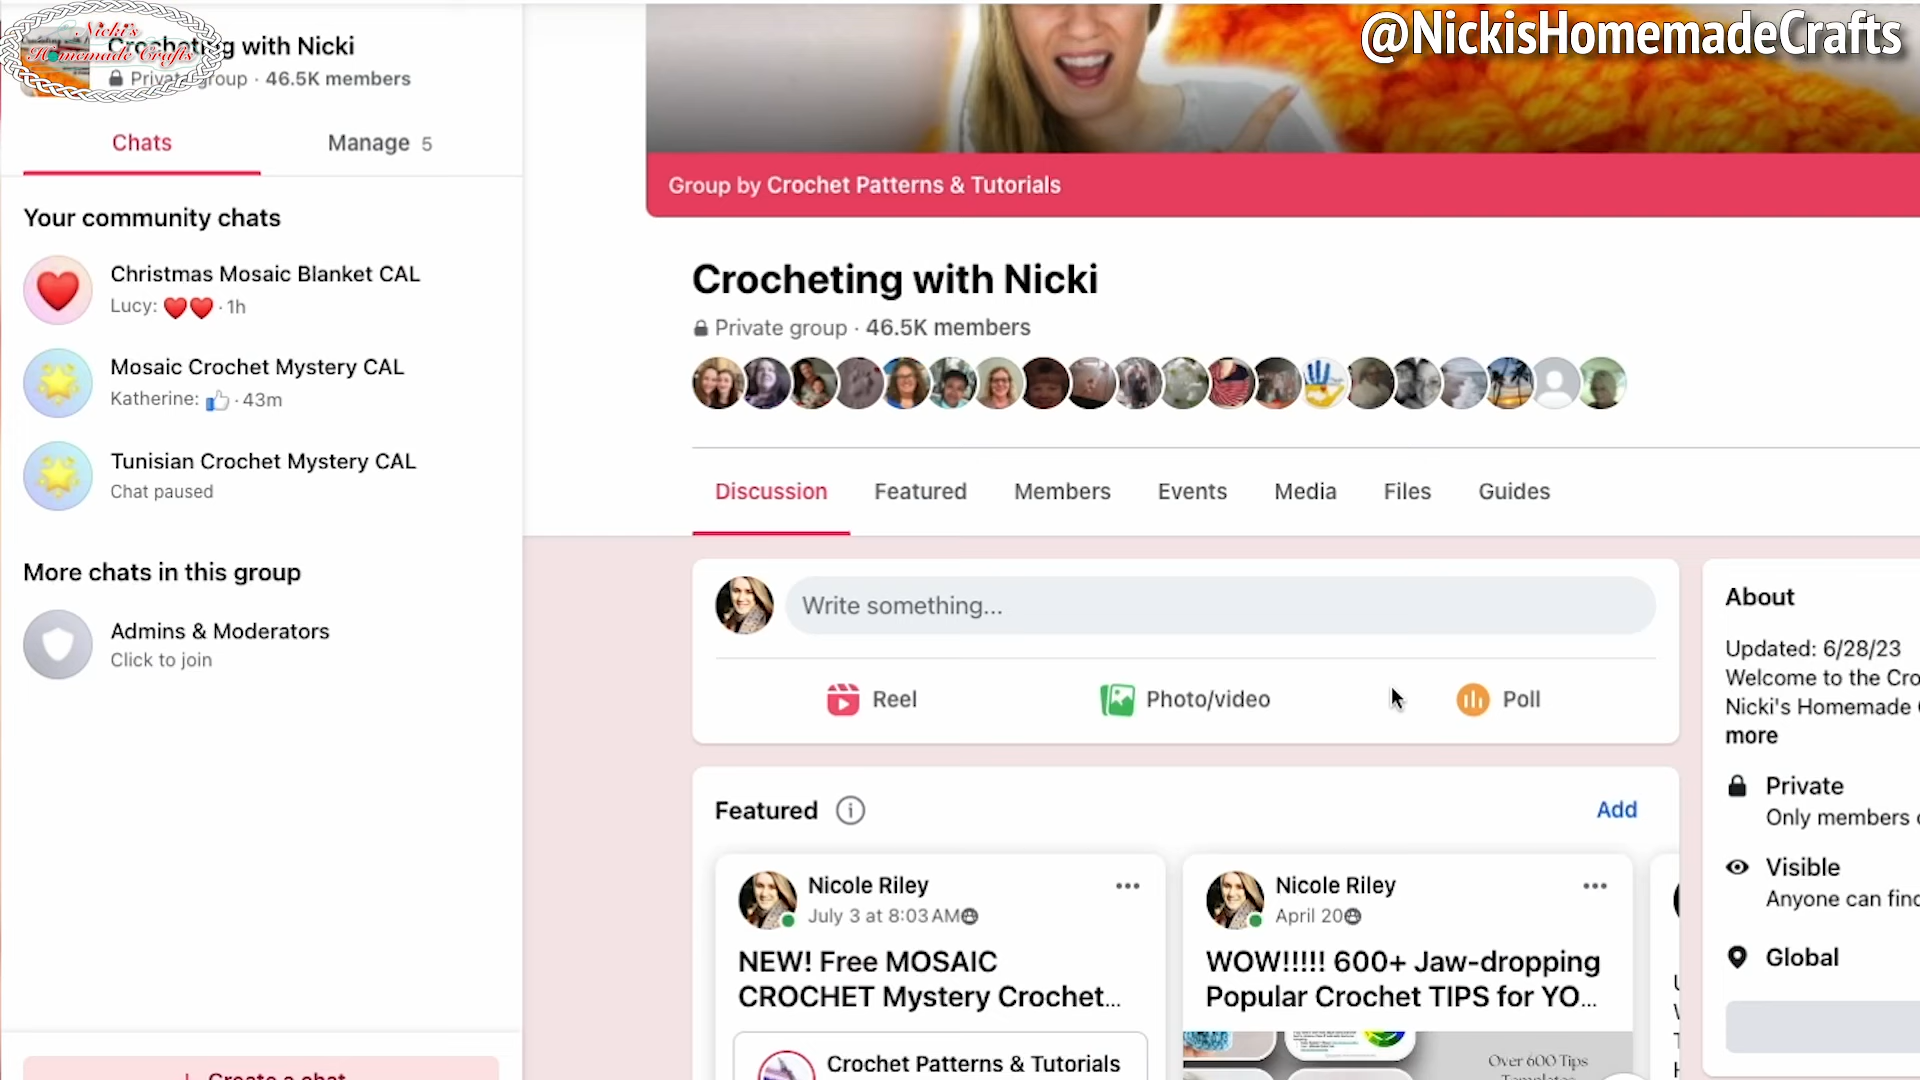 @NickisHomemadeCrafts
Nicki's
Homemade Crafts
Crocheting with Nicki
Private group · 46.5K members
Chats
Manage 5
Your community chats
Christmas Mosaic Blanket CAL
Lucy: ❤️❤️ · 1h
Mosaic Crochet Mystery CAL
Katherine: 👍 · 43m
Tunisian Crochet Mystery CAL
Chat paused
More chats in this group
Admins & Moderators
Click to join
Create a chat
Group by Crochet Patterns & Tutorials
Crocheting with Nicki
Private group · 46.5K members
Discussion
Featured
Members
Events
Media
Files
Guides
Write something...
Reel
Photo/video
Poll
Featured
Add
Nicole Riley
July 3 at 8:03 AM
NEW! Free MOSAIC
CROCHET Mystery Crochet...
Crochet Patterns & Tutorials
Nicole Riley
April 20
WOW!!!!! 600+ Jaw-dropping
Popular Crochet TIPS for YO...
Over 600 Tips
Templates
About
Updated: 6/28/23
Welcome to the Cro
Nicki's Homemade
more
Private
Only members
Visible
Anyone can find
Global